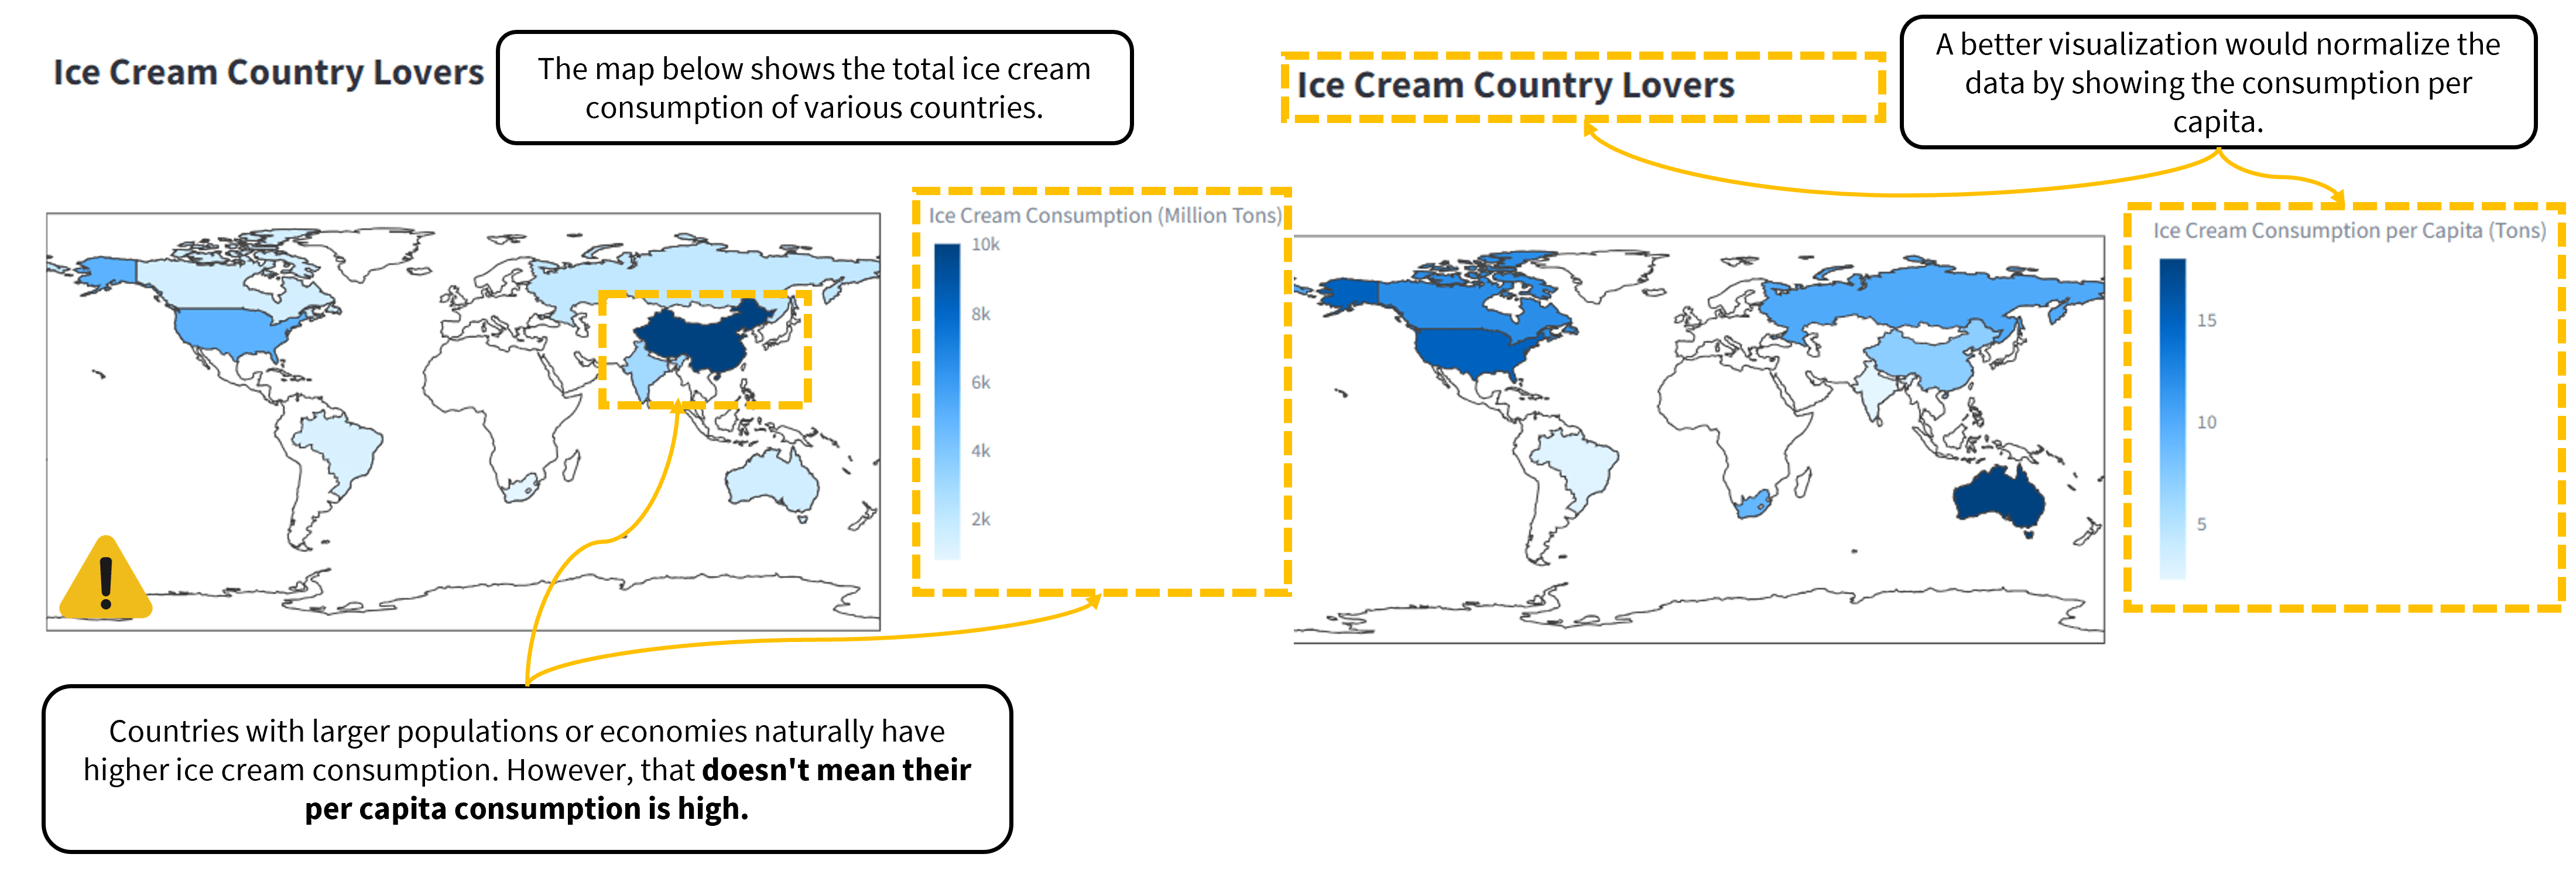 Ice Cream Country Lovers
The map below shows the total ice cream
consumption of various countries.
Ice Cream Consumption (Million Tons)
10k
8k
6k
4k
2k
Countries with larger populations or economies naturally have
higher ice cream consumption. However, that doesn't mean their
per capita consumption is high.
Ice Cream Country Lovers
A better visualization would normalize the
data by showing the consumption per
capita.
Ice Cream Consumption per Capita (Tons)
15
10
5